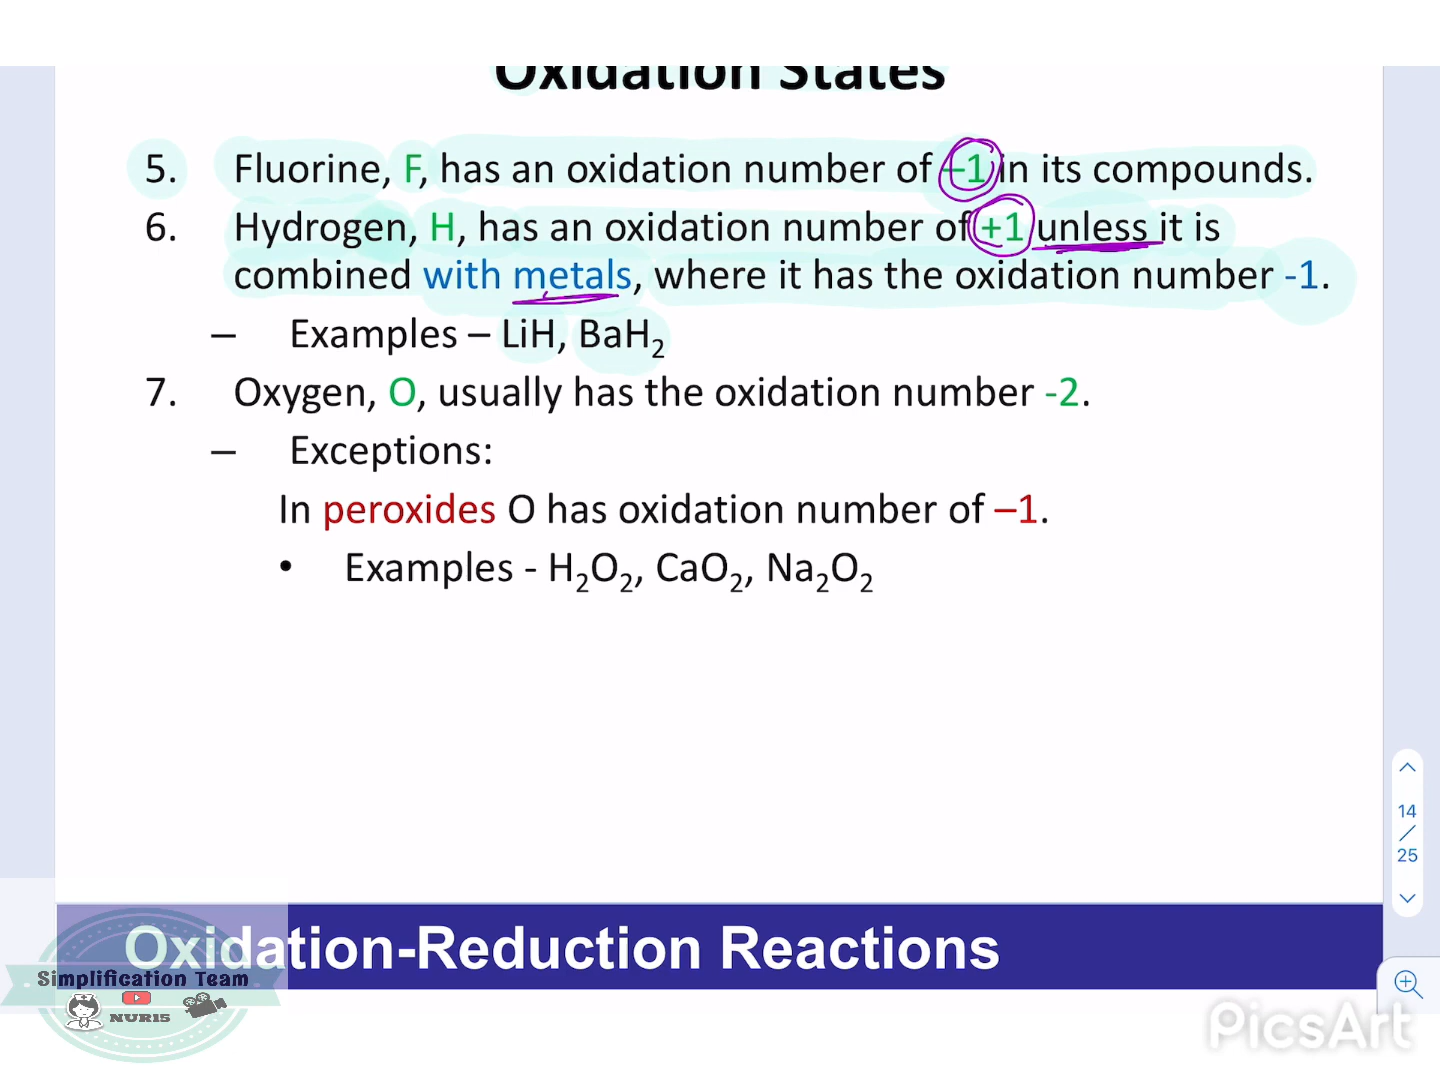 Oxidation States
5. Fluorine, F, has an oxidation number of –1 in its compounds.
6. Hydrogen, H, has an oxidation number of +1 unless it is
combined with metals, where it has the oxidation number -1.
– Examples – LiH, BaH₂
7. Oxygen, O, usually has the oxidation number -2.
– Exceptions:
In peroxides O has oxidation number of –1.
• Examples - H₂O₂, CaO₂, Na₂O₂
14
/
25
Oxidation-Reduction Reactions
Simplification Team
NURIS
PicsArt